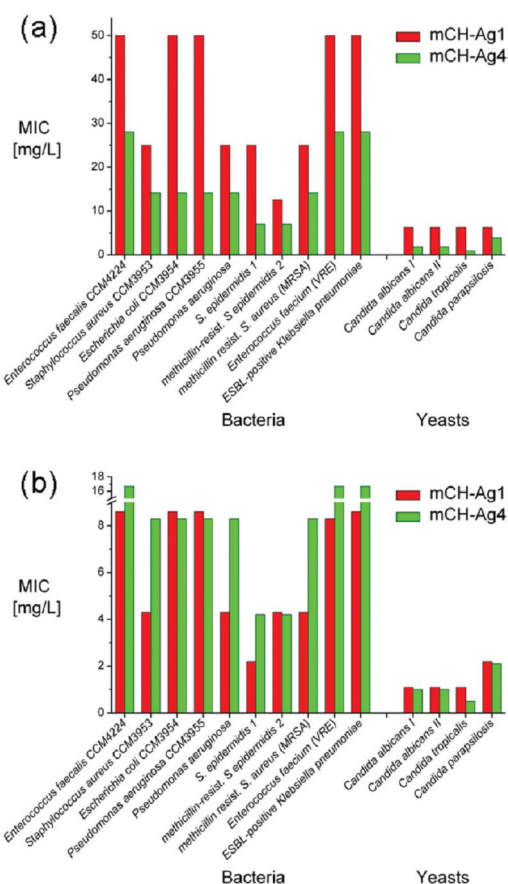 (a)
mCH-Ag1
mCH-Ag4
MIC
[mg/L]
50
40
30
20
10
0
Enterococcus faecalis CCM4224
Staphylococcus aureus CCM3953
Escherichia coli CCM3954
Pseudomonas aeruginosa CCM3955
Pseudomonas aeruginosa
S. epidermidis 1
methicillin-resist. S epidermidis 2
methicillin resist. S. aureus (MRSA)
Enterococcus faecium (VRE)
ESBL-positive Klebsiella pneumoniae
Candida albicans I
Candida albicans II
Candida tropicalis
Candida parapsilosis
Bacteria
Yeasts
(b)
mCH-Ag1
mCH-Ag4
MIC
[mg/L]
18
16
8
6
4
2
0
Enterococcus faecalis CCM4224
Staphylococcus aureus CCM3953
Escherichia coli CCM3954
Pseudomonas aeruginosa CCM3955
Pseudomonas aeruginosa
S. epidermidis 1
methicillin-resist. S epidermidis 2
methicillin resist. S. aureus (MRSA)
Enterococcus faecium (VRE)
ESBL-positive Klebsiella pneumoniae
Candida albicans I
Candida albicans II
Candida tropicalis
Candida parapsilosis
Bacteria
Yeasts